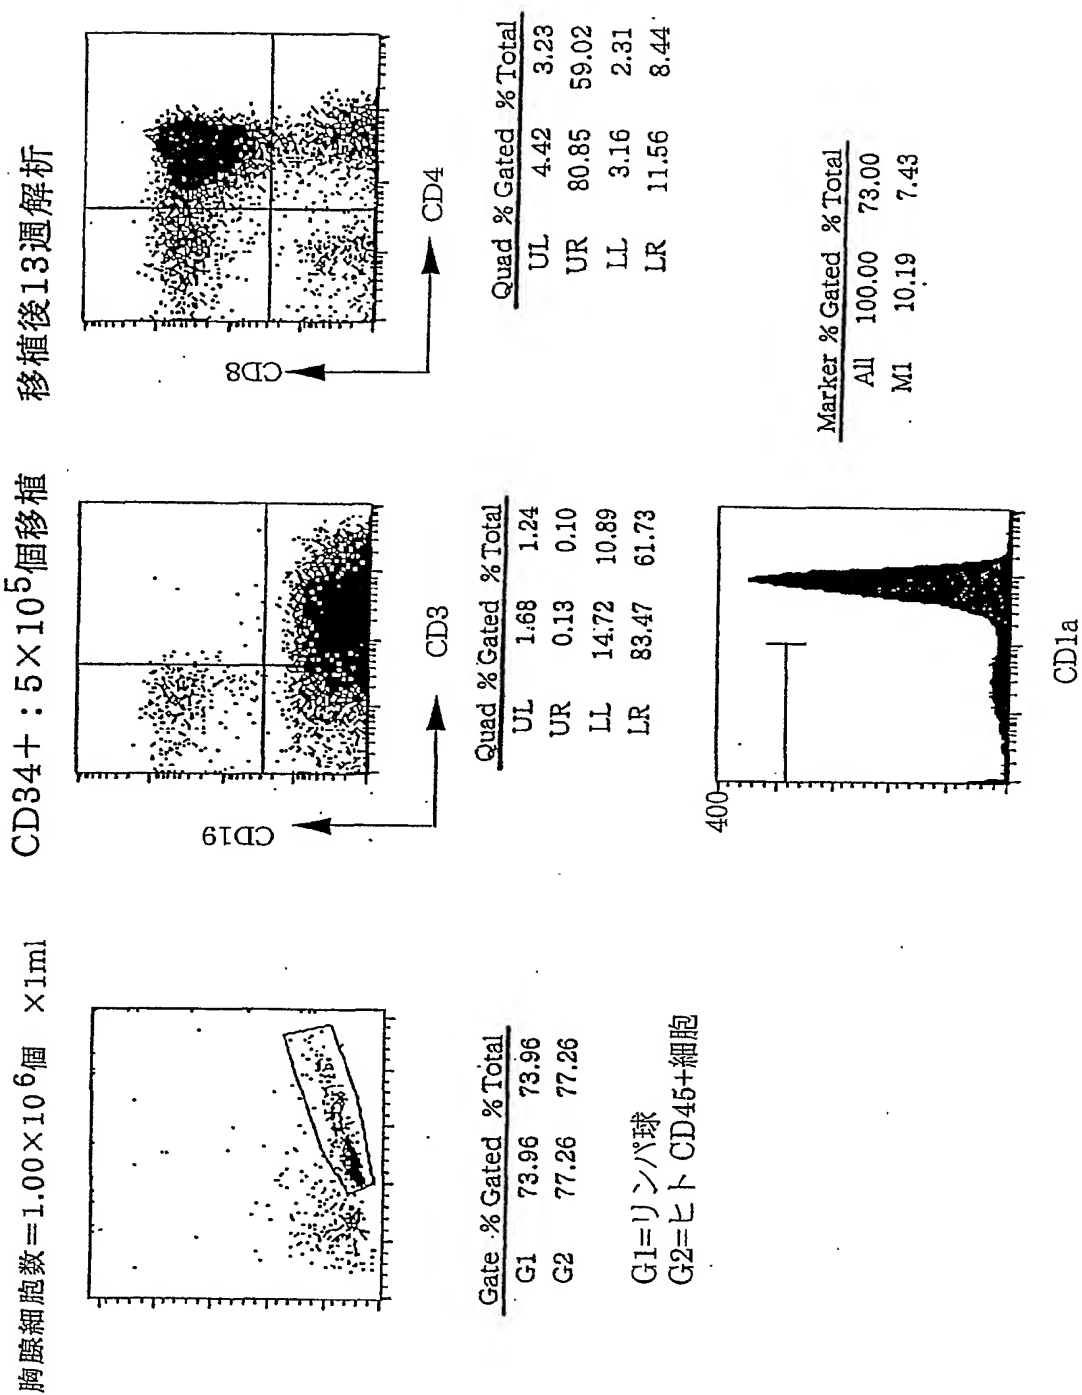 胸腺細胞数=1.00×10⁶個 ×1ml
CD34+:5×10⁵個移植
移植後13週解析
Gate % Gated % Total
G1 73.96 73.96
G2 77.26 77.26
G1=リンパ球
G2=ヒト CD45+細胞
CD19
CD3
Quad % Gated % Total
UL 1.68 1.24
UR 0.13 0.10
LL 14.72 10.89
LR 83.47 61.73
CD8
CD4
Quad % Gated % Total
UL 4.42 3.23
UR 80.85 59.02
LL 3.16 2.31
LR 11.56 8.44
400
CD1a
Marker % Gated % Total
All 100.00 73.00
M1 10.19 7.43